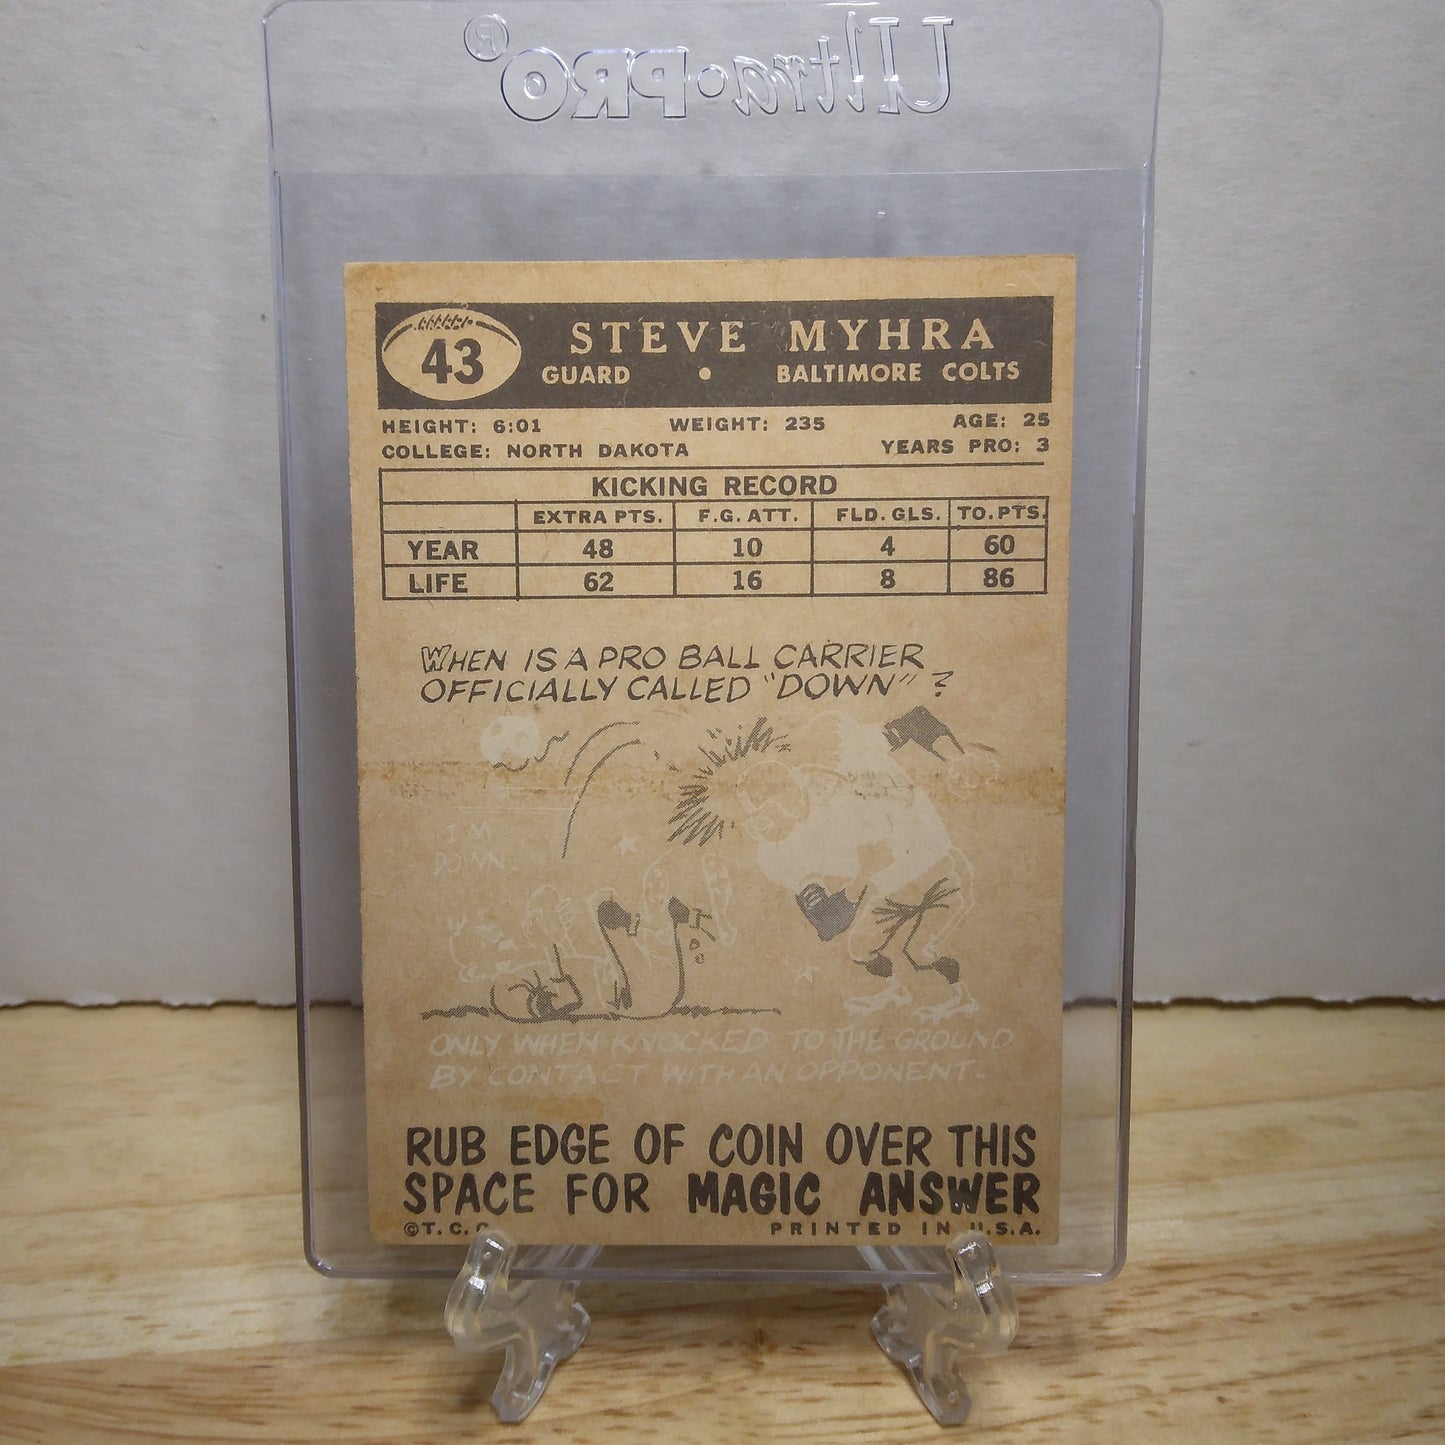 Ultra•PRO®
43
STEVE MYHRA
GUARD • BALTIMORE COLTS
HEIGHT: 6:01 WEIGHT: 235 AGE: 25
COLLEGE: NORTH DAKOTA YEARS PRO: 3
KICKING RECORD
EXTRA PTS. F.G. ATT. FLD. GLS. TO. PTS.
YEAR 48 10 4 60
LIFE 62 16 8 86
WHEN IS A PRO BALL CARRIER
OFFICIALLY CALLED "DOWN"?
I'M
DOWN
ONLY WHEN KNOCKED TO THE GROUND
BY CONTACT WITH AN OPPONENT.
RUB EDGE OF COIN OVER THIS
SPACE FOR MAGIC ANSWER
©T.C. PRINTED IN U.S.A.